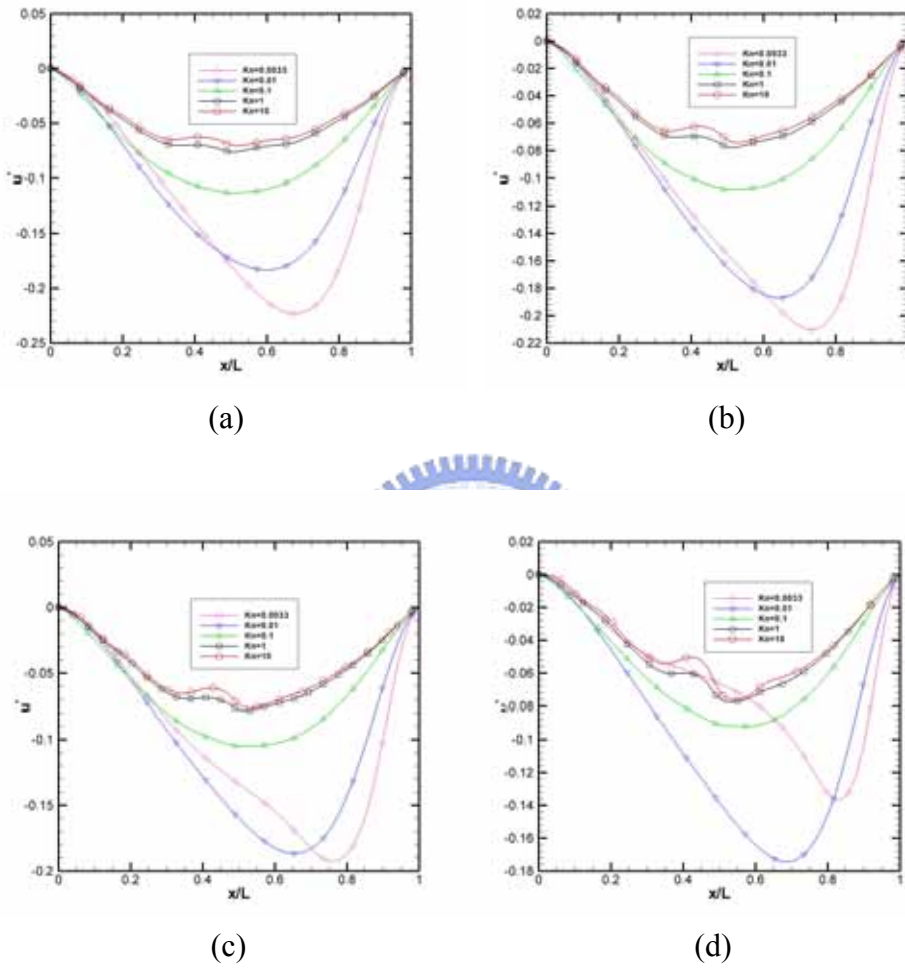 0.05
0
-0.05
-0.1
-0.15
-0.2
-0.25
0
0.2
0.4
0.6
0.8
1
x/L
u*
Kn=0.0033
Kn=0.01
Kn=0.1
Kn=1
Kn=10
(a)
0.02
0
-0.02
-0.04
-0.06
-0.08
-0.1
-0.12
-0.14
-0.16
-0.18
-0.2
-0.22
0
0.2
0.4
0.6
0.8
x/L
u*
Kn=0.0033
Kn=0.01
Kn=0.1
Kn=1
Kn=10
(b)
0.05
0
-0.05
-0.1
-0.15
-0.2
0
0.2
0.4
0.6
0.8
1
x/L
u*
Kn=0.0033
Kn=0.01
Kn=0.1
Kn=1
Kn=10
(c)
0.02
0
-0.02
-0.04
-0.06
-0.08
-0.1
-0.12
-0.14
-0.16
-0.18
0
0.2
0.4
0.6
0.8
1
x/L
u*
Kn=0.0033
Kn=0.01
Kn=0.1
Kn=1
Kn=10
(d)